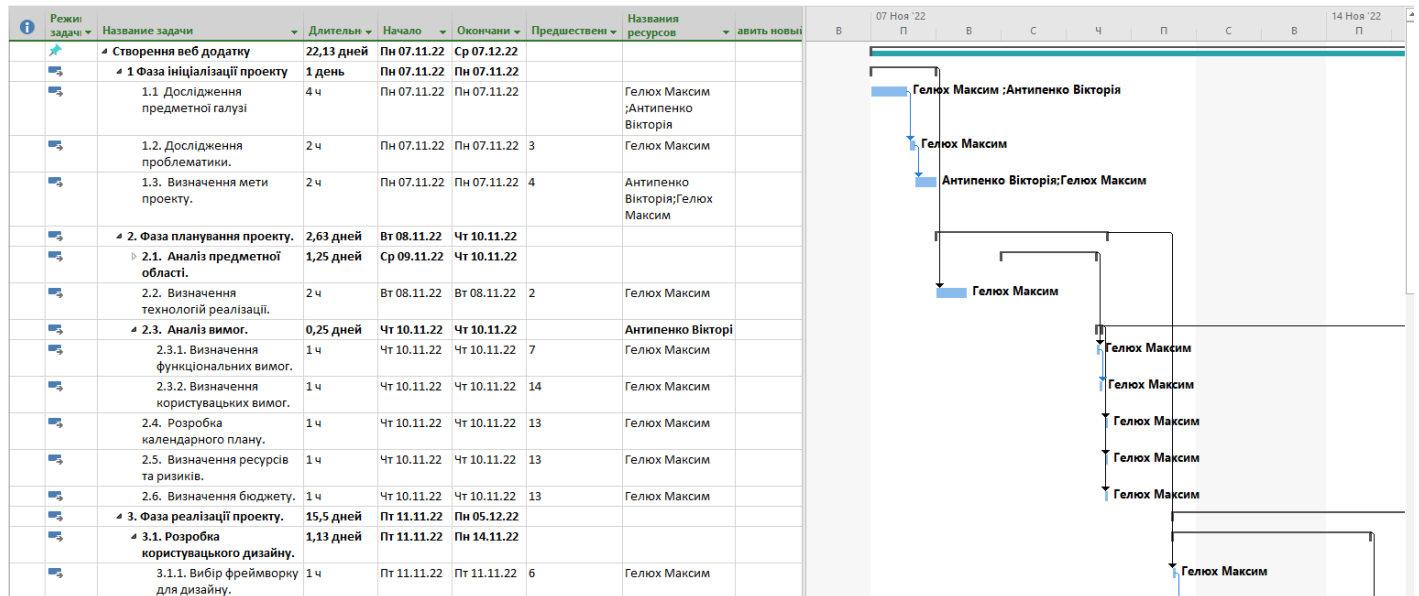 Режи
задач
Название задачи
Длительн
Начало
Окончани
Предшествен
Названия
ресурсов
авить новый
Створення веб додатку 22,13 дней Пн 07.11.22 Ср 07.12.22
1 Фаза ініціалізації проекту 1 день Пн 07.11.22 Пн 07.11.22
1.1 Дослідження
предметної галузі
4 ч Пн 07.11.22 Пн 07.11.22
Гелюх Максим
;Антипенко
Вікторія
1.2. Дослідження
проблематики.
2 ч Пн 07.11.22 Пн 07.11.22 3 Гелюх Максим
1.3. Визначення мети
проекту.
2 ч Пн 07.11.22 Пн 07.11.22 4
Антипенко
Вікторія;Гелюх
Максим
2. Фаза планування проекту. 2,63 дней Вт 08.11.22 Чт 10.11.22
2.1. Аналіз предметної
області.
1,25 дней Ср 09.11.22 Чт 10.11.22
2.2. Визначення
технологій реалізації.
2 ч Вт 08.11.22 Вт 08.11.22 2 Гелюх Максим
2.3. Аналіз вимог. 0,25 дней Чт 10.11.22 Чт 10.11.22 Антипенко Вікторі
2.3.1. Визначення
функціональних вимог.
1 ч Чт 10.11.22 Чт 10.11.22 7 Гелюх Максим
2.3.2. Визначення
користувацьких вимог.
1 ч Чт 10.11.22 Чт 10.11.22 14 Гелюх Максим
2.4. Розробка
календарного плану.
1 ч Чт 10.11.22 Чт 10.11.22 13 Гелюх Максим
2.5. Визначення ресурсів
та ризиків.
1 ч Чт 10.11.22 Чт 10.11.22 13 Гелюх Максим
2.6. Визначення бюджету. 1 ч Чт 10.11.22 Чт 10.11.22 13 Гелюх Максим
3. Фаза реалізації проекту. 15,5 дней Пт 11.11.22 Пн 05.12.22
3.1. Розробка
користувацького дизайну.
1,13 дней Пт 11.11.22 Пн 14.11.22
3.1.1. Вибір фреймворку
для дизайну.
1 ч Пт 11.11.22 Пт 11.11.22 6 Гелюх Максим
07 Ноя '22 14 Ноя '22
В П В С Ч П С В П
Гелюх Максим ;Антипенко Вікторія
Гелюх Максим
Антипенко Вікторія;Гелюх Максим
Гелюх Максим
Гелюх Максим
Гелюх Максим
Гелюх Максим
Гелюх Максим
Гелюх Максим
Гелюх Максим